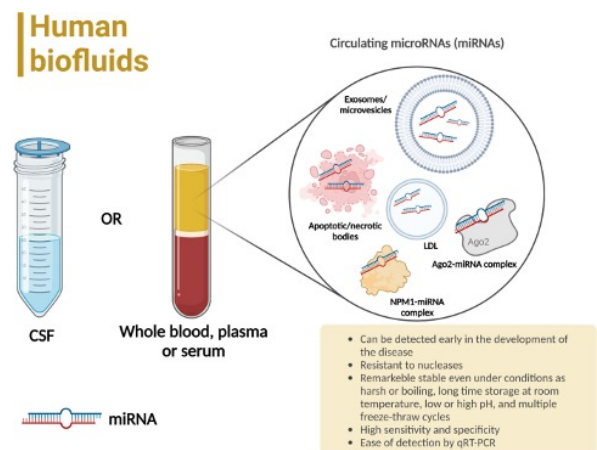 Human
biofluids
Circulating microRNAs (miRNAs)
Exosomes/
microvesicles
Apoptotic/necrotic
bodies
LDL
Ago2
Ago2-miRNA complex
NPM1-miRNA
complex
OR
CSF
Whole blood, plasma
or serum
miRNA
• Can be detected early in the development of
the disease
• Resistant to nucleases
• Remarkeble stable even under conditions as
harsh or boiling, long time storage at room
temperature, low or high pH, and multiple
freeze-thraw cycles
• High sensitivity and specificity
• Ease of detection by qRT-PCR